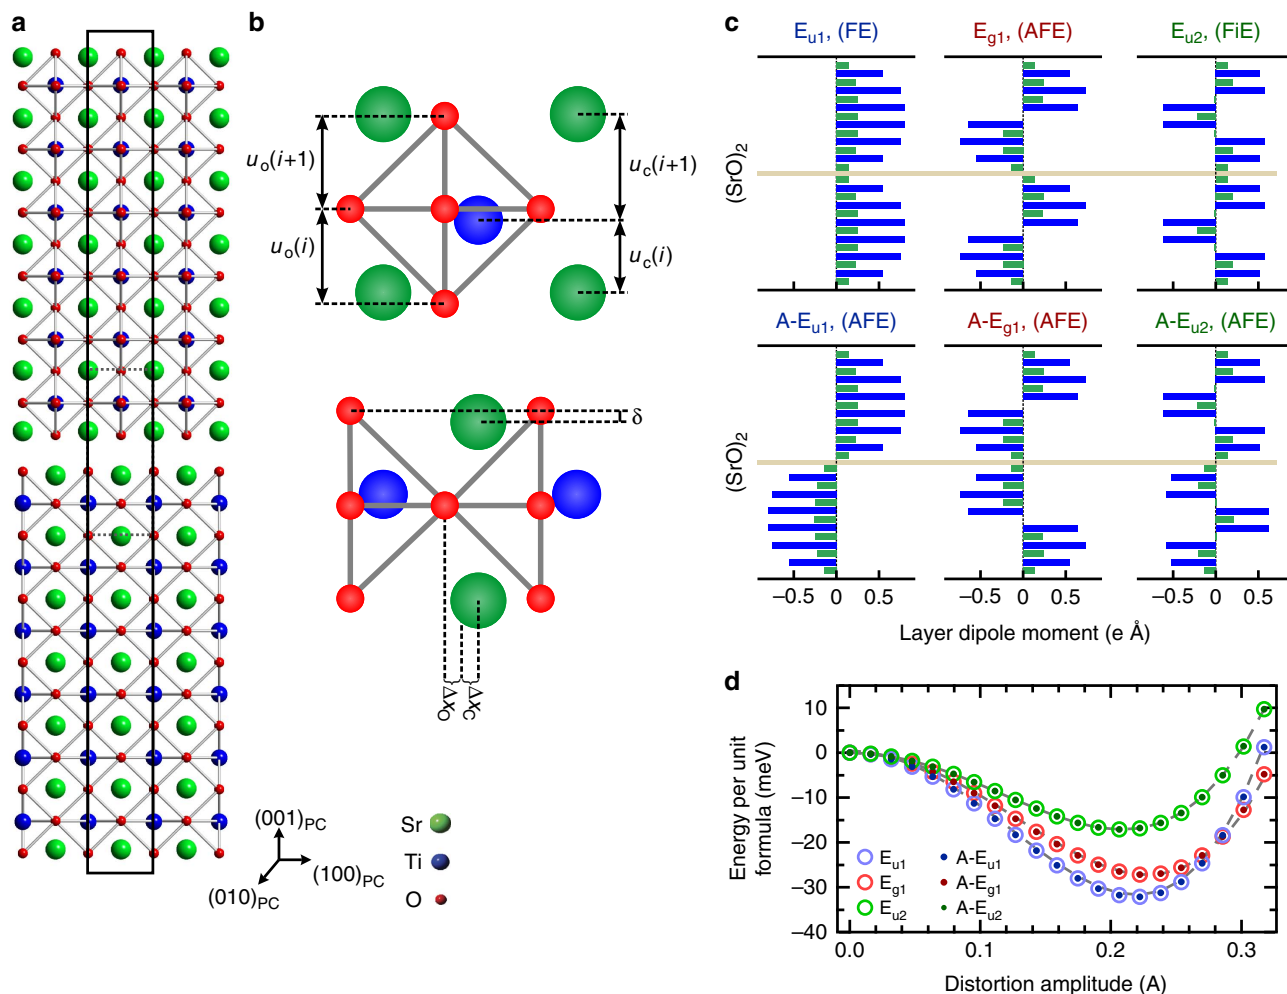 a
(001)PC
(100)PC
(010)PC
Sr
Ti
O
b
uo(i+1)
uc(i+1)
uo(i)
uc(i)
δ
ΔxO
ΔxC
c
Eu1, (FE)
Eg1, (AFE)
Eu2, (FiE)
(SrO)2
A-Eu1, (AFE)
A-Eg1, (AFE)
A-Eu2, (AFE)
(SrO)2
−0.5 0 0.5 −0.5 0 0.5 −0.5 0 0.5
Layer dipole moment (e Å)
d
10
0
−10
−20
−30
−40
Energy per unit
formula (meV)
Eu1 A-Eu1
Eg1 A-Eg1
Eu2 A-Eu2
0.0 0.1 0.2 0.3
Distortion amplitude (A)